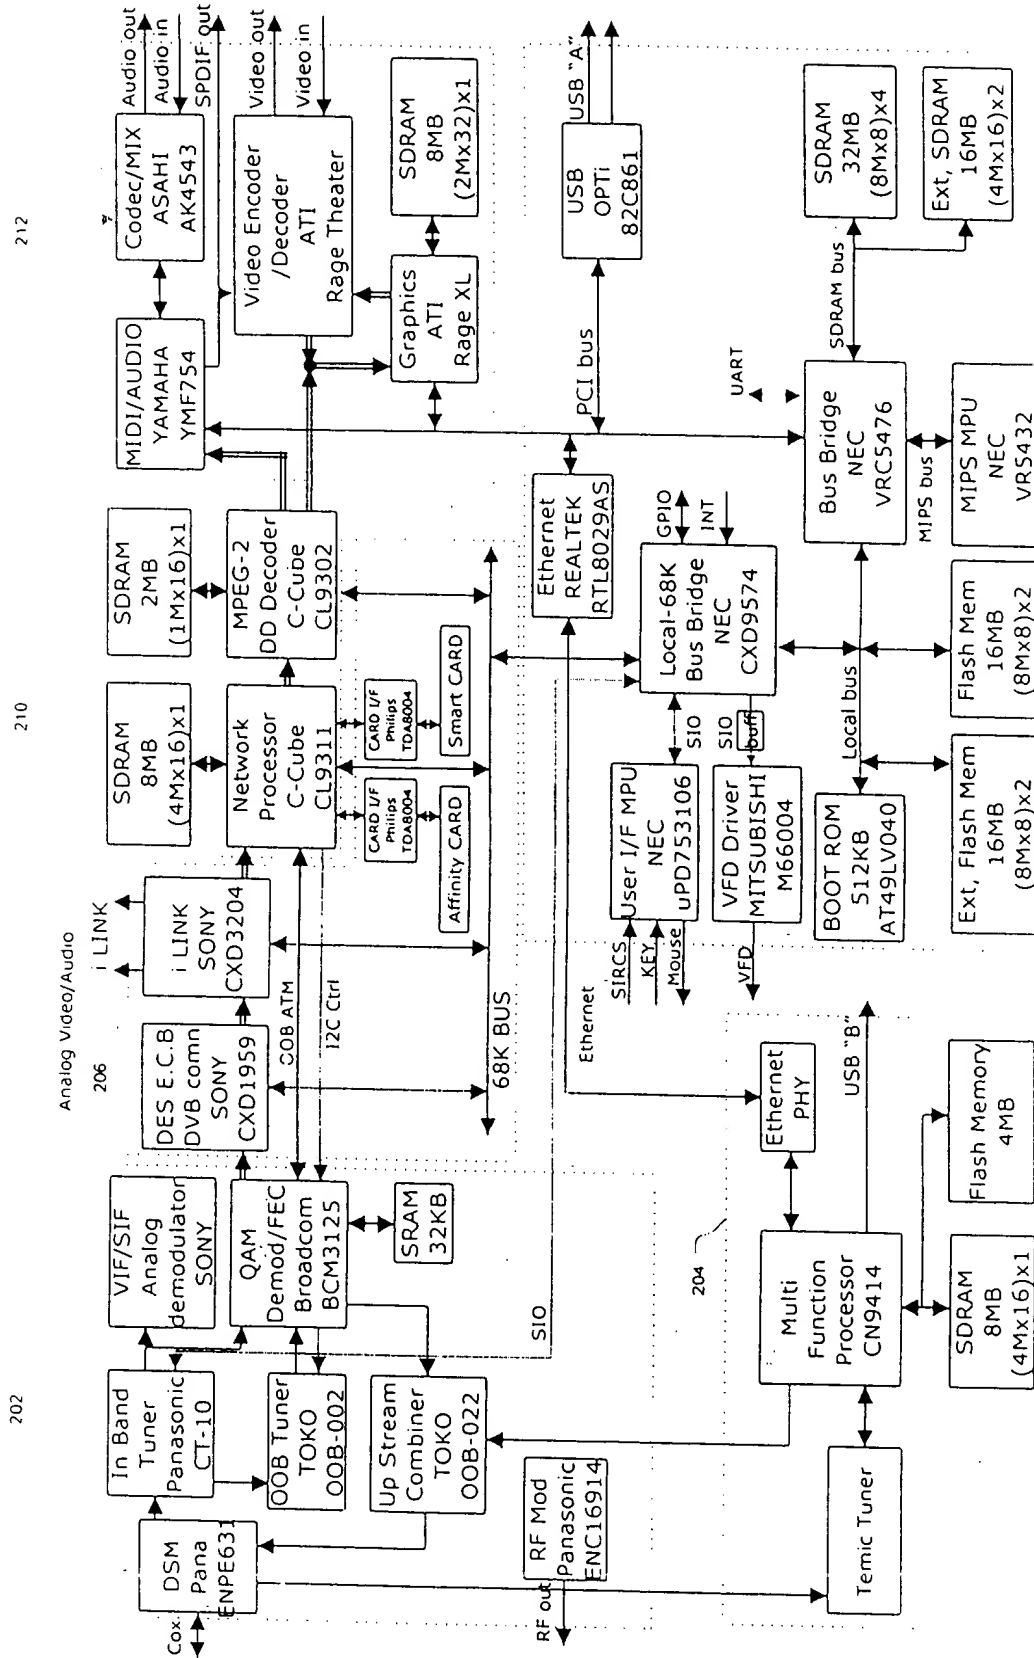 202
206
210
212
Analog Video/Audio
Cox.
DSM
Pana
ENPE631
In Band
Tuner
Panasonic
CT-10
VIF/SIF
Analog
demodulator
SONY
OOB Tuner
TOKO
OOB-002
QAM
Demod/FEC
Broadcom
BCM3125
SRAM
32KB
Up Stream
Combiner
TOKO
OOB-022
SIO
RF Mod
Panasonic
ENC16914
RF out
DES E.C.B
DVB comn
SONY
CXD1959
i LINK
i LINK
SONY
CXD3204
OOB ATM
I2C Ctrl
68K BUS
SDRAM
8MB
(4Mx16)x1
Network
Processor
C-Cube
CL9311
CARD I/F
Philips
TDA8004
Affinity CARD
CARD I/F
Philips
TDA8004
Smart CARD
SDRAM
2MB
(1Mx16)x1
MPEG-2
DD Decoder
C-Cube
CL9302
MIDI/AUDIO
YAMAHA
YMF754
Codec/MIX
ASAHI
AK4543
Audio out
Audio in
SPDIF out
Video out
Video in
Video Encoder
/Decoder
ATI
Rage Theater
Graphics
ATI
Rage XL
SDRAM
8MB
(2Mx32)x1
204
Temic Tuner
Multi
Function
Processor
CN9414
Ethernet
PHY
USB "B"
SDRAM
8MB
(4Mx16)x1
Flash Memory
4MB
Ethernet
Ethernet
REALTEK
RTL8029AS
PCI bus
USB
OPTi
82C861
USB "A"
SIRCS
KEY
Mouse
User I/F MPU
NEC
uPD753106
SIO
SIO
buff
VFD
VFD Driver
MITSUBISHI
M66004
Local-68K
Bus Bridge
NEC
CXD9574
GPIO
INT
UART
Local bus
BOOT ROM
512KB
AT49LV040
Ext, Flash Mem
16MB
(8Mx8)x2
Flash Mem
16MB
(8Mx8)x2
Bus Bridge
NEC
VRC5476
MIPS bus
MIPS MPU
NEC
VR5432
SDRAM bus
SDRAM
32MB
(8Mx8)x4
Ext, SDRAM
16MB
(4Mx16)x2